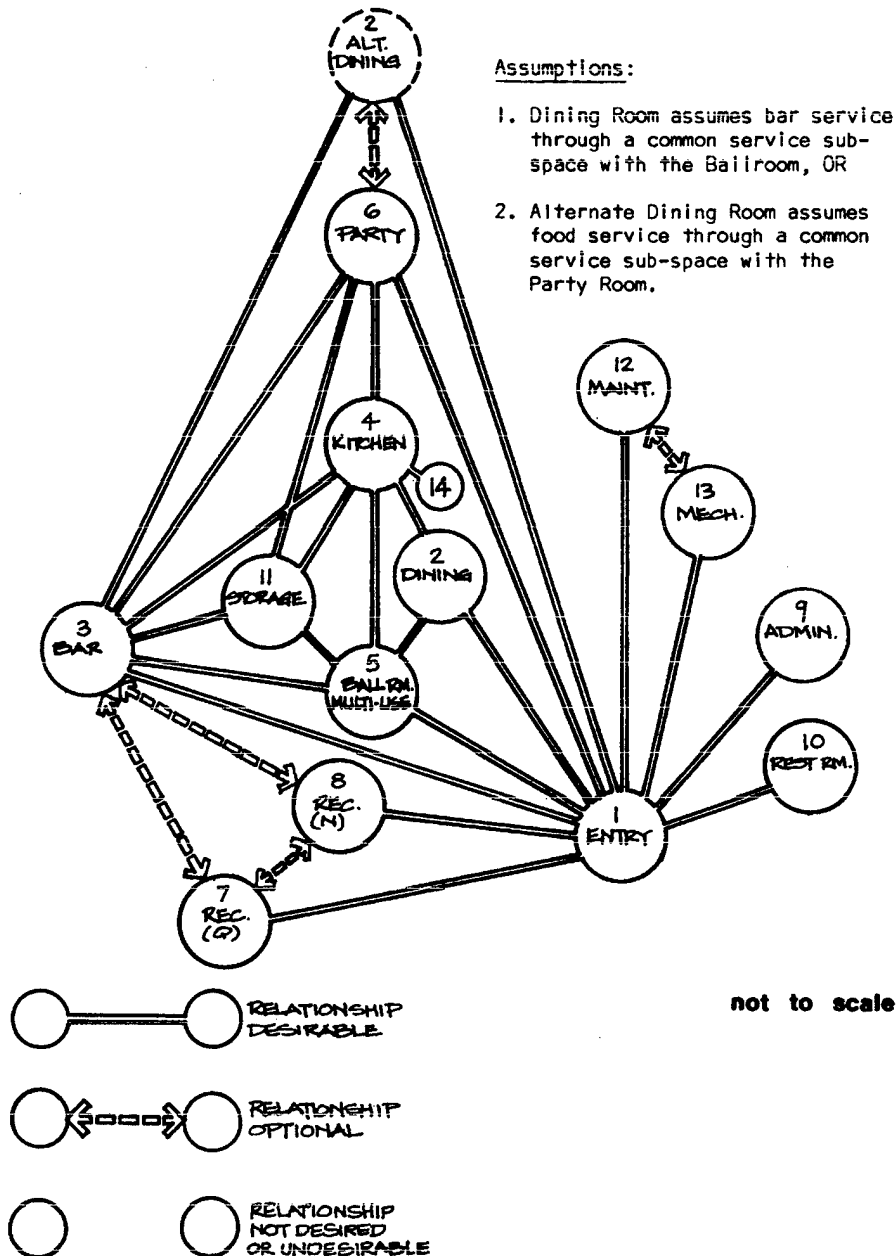 2
ALT.
DINING
Assumptions:
1. Dining Room assumes bar service
through a common service sub-
space with the Ballroom, OR
2. Alternate Dining Room assumes
food service through a common
service sub-space with the
Party Room.
6
PARTY
12
MAINT.
4
KITCHEN
14
13
MECH.
2
DINING
11
STORAGE
3
BAR
9
ADMIN.
5
BALL RM.
MULTI-USE
10
REST RM.
8
REC.
(N)
1
ENTRY
7
REC.
(Q)
RELATIONSHIP
DESIRABLE
not to scale
RELATIONSHIP
OPTIONAL
RELATIONSHIP
NOT DESIRED
OR UNDESIRABLE